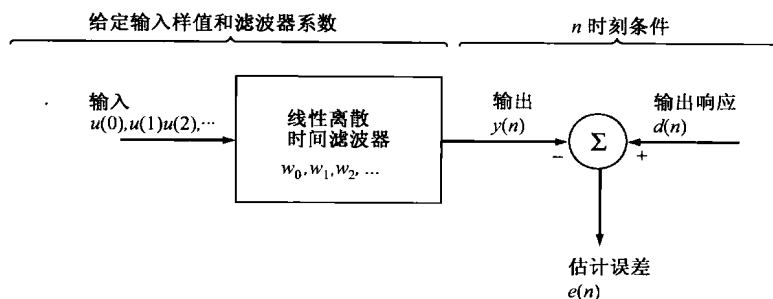 给定输入样值和滤波器系数
n 时刻条件
输入
u(0),u(1)u(2),…
线性离散
时间滤波器
w₀,w₁,w₂,…
输出
y(n)
输出响应
d(n)
Σ
−
+
估计误差
e(n)